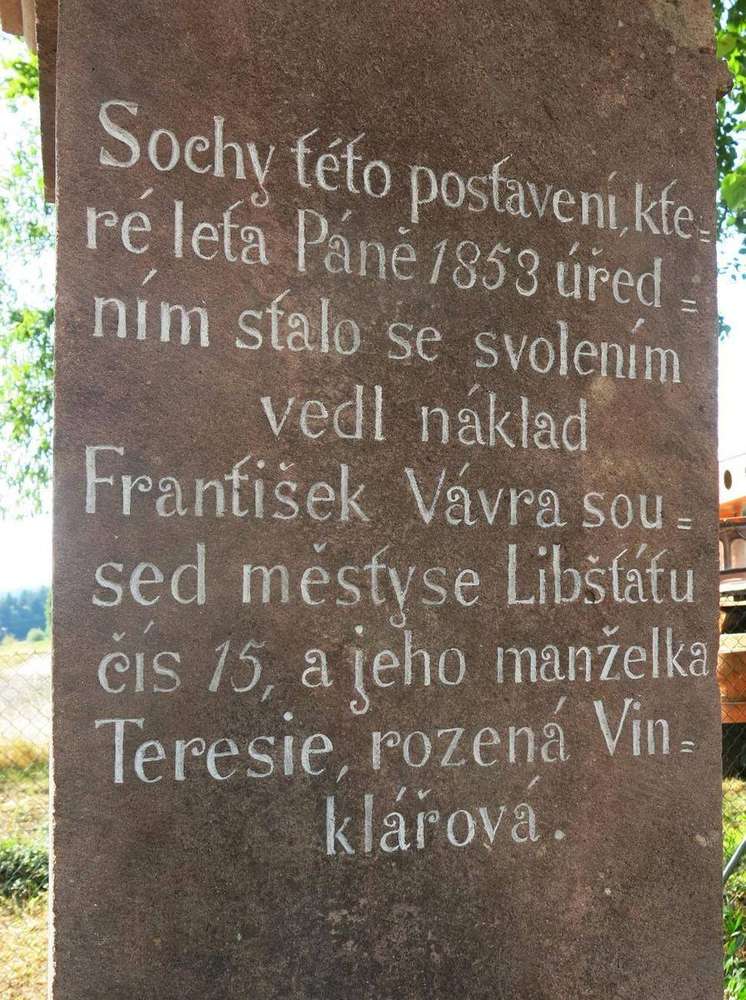 Sochy této postavení, kte=
ré léta Páně 1853 úřed=
ním stalo se svolením
vedl náklad
František Vávra sou=
sed městyse Libštátu
čís 15, a jeho manželka
Teresie, rozená Vin=
klářová.